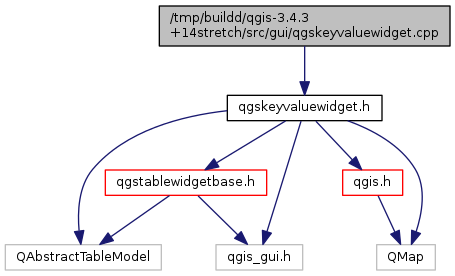 /tmp/buildd/qgis-3.4.3
+14stretch/src/gui/qgskeyvaluewidget.cpp
qgskeyvaluewidget.h
qgstablewidgetbase.h
qgis.h
QAbstractTableModel
qgis_gui.h
QMap